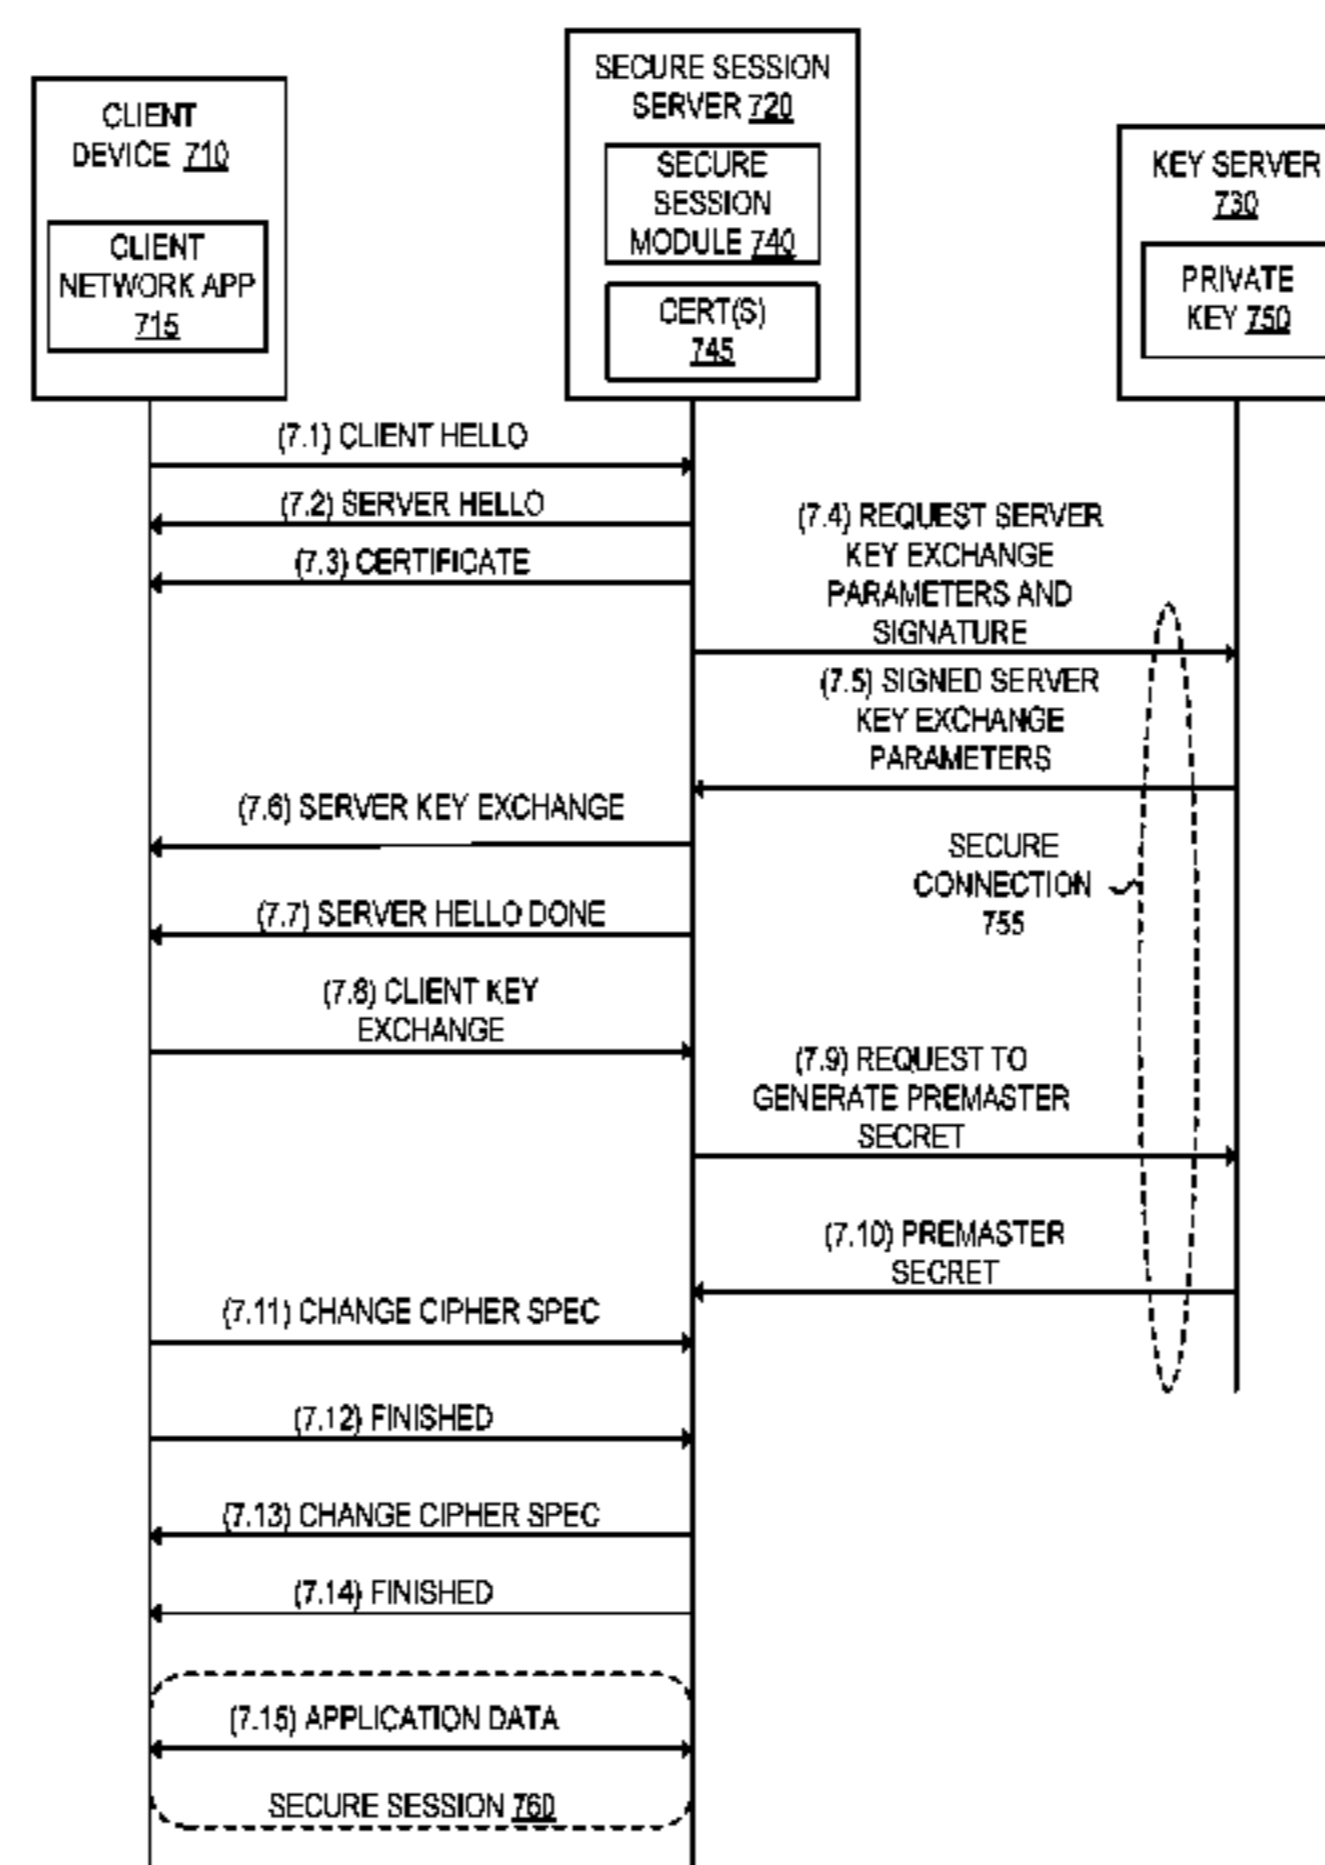 CLIENT
DEVICE 710
CLIENT
NETWORK APP
715
SECURE SESSION
SERVER 720
SECURE
SESSION
MODULE 740
CERT(S)
745
KEY SERVER
730
PRIVATE
KEY 750
(7.1) CLIENT HELLO
(7.2) SERVER HELLO
(7.3) CERTIFICATE
(7.4) REQUEST SERVER
KEY EXCHANGE
PARAMETERS AND
SIGNATURE
(7.5) SIGNED SERVER
KEY EXCHANGE
PARAMETERS
(7.6) SERVER KEY EXCHANGE
SECURE
CONNECTION
755
(7.7) SERVER HELLO DONE
(7.8) CLIENT KEY
EXCHANGE
(7.9) REQUEST TO
GENERATE PREMASTER
SECRET
(7.10) PREMASTER
SECRET
(7.11) CHANGE CIPHER SPEC
(7.12) FINISHED
(7.13) CHANGE CIPHER SPEC
(7.14) FINISHED
(7.15) APPLICATION DATA
SECURE SESSION 760